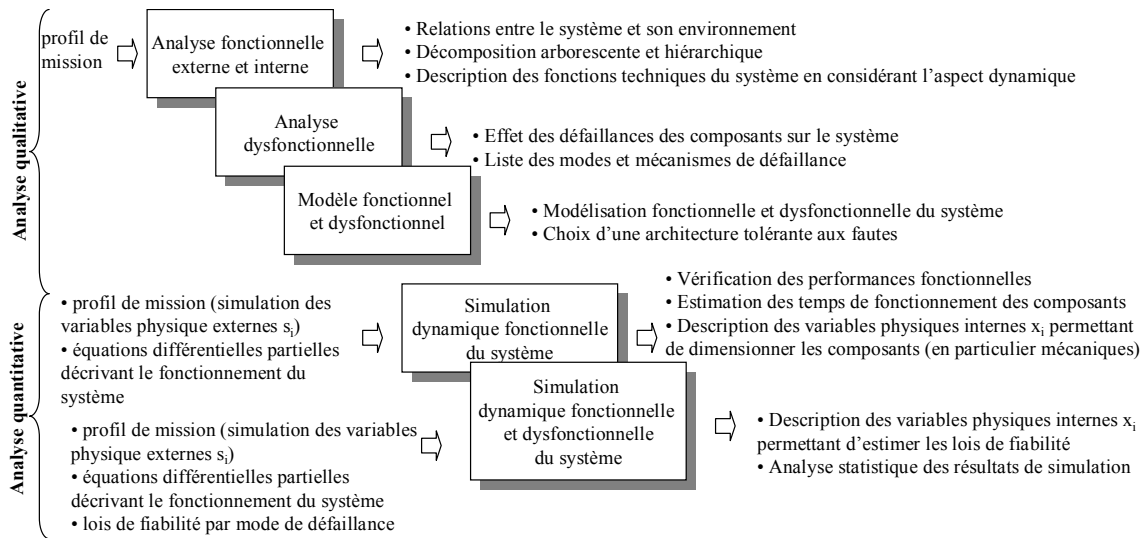 Analyse qualitative
profil de
mission
Analyse fonctionnelle
externe et interne
• Relations entre le système et son environnement
• Décomposition arborescente et hiérarchique
• Description des fonctions techniques du système en considérant l'aspect dynamique
Analyse
dysfonctionnelle
• Effet des défaillances des composants sur le système
• Liste des modes et mécanismes de défaillance
Modèle fonctionnel
et dysfonctionnel
• Modélisation fonctionnelle et dysfonctionnelle du système
• Choix d'une architecture tolérante aux fautes
Analyse quantitative
• profil de mission (simulation des
variables physique externes si)
• équations différentielles partielles
décrivant le fonctionnement du
système
Simulation
dynamique fonctionnelle
du système
• Vérification des performances fonctionnelles
• Estimation des temps de fonctionnement des composants
• Description des variables physiques internes xi permettant
de dimensionner les composants (en particulier mécaniques)
• profil de mission (simulation des variables
physique externes si)
• équations différentielles partielles
décrivant le fonctionnement du système
• lois de fiabilité par mode de défaillance
Simulation
dynamique fonctionnelle
et dysfonctionnelle
du système
• Description des variables physiques internes xi
permettant d'estimer les lois de fiabilité
• Analyse statistique des résultats de simulation